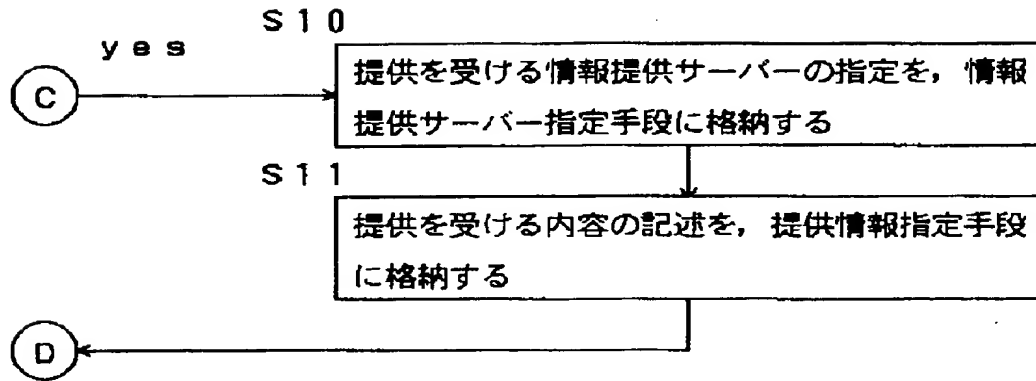 S10
yes
C
提供を受ける情報提供サーバーの指定を，情報
提供サーバー指定手段に格納する
S11
提供を受ける内容の記述を，提供情報指定手段
に格納する
D